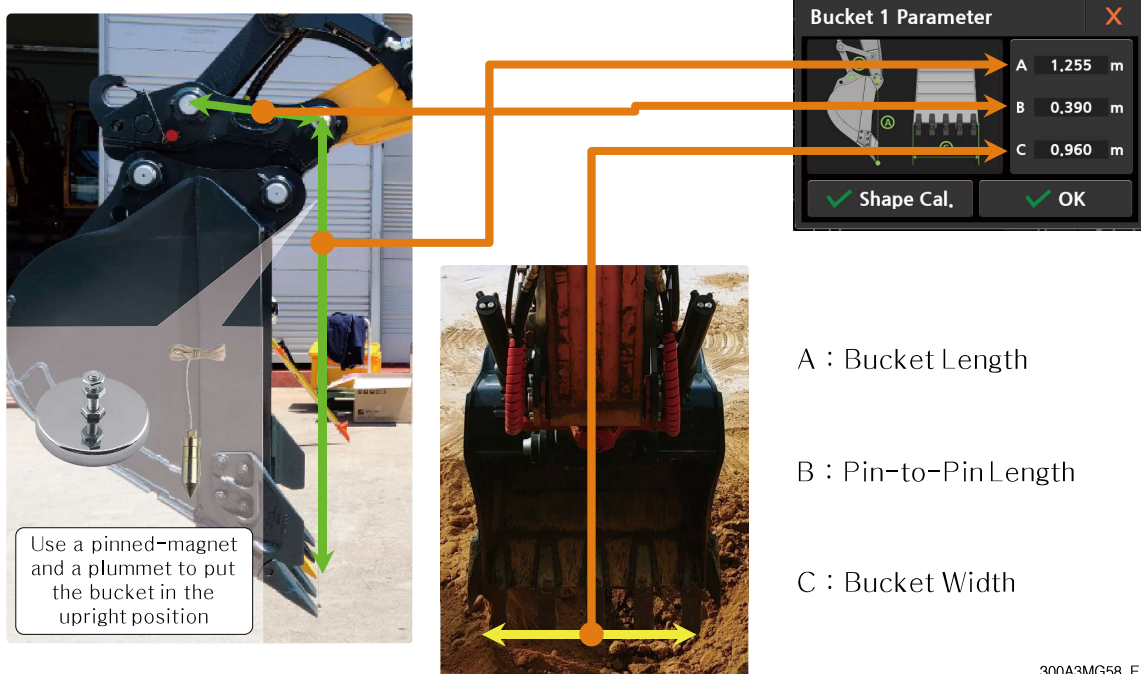 Bucket 1 Parameter X
A 1.255 m
B 0.390 m
C 0.960 m
Shape Cal. OK
A : Bucket Length
B : Pin-to-Pin Length
C : Bucket Width
Use a pinned-magnet
and a plummet to put
the bucket in the
upright position